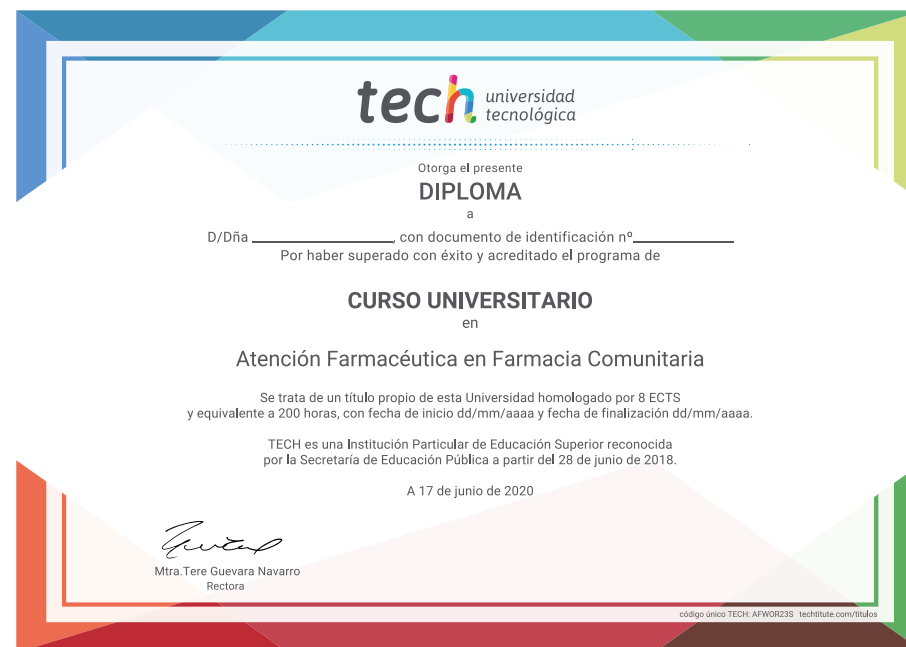 tech universidad
tecnológica
Otorga el presente
DIPLOMA
a
D/Dña ____________________, con documento de identificación nº______________
Por haber superado con éxito y acreditado el programa de
CURSO UNIVERSITARIO
en
Atención Farmacéutica en Farmacia Comunitaria
Se trata de un título propio de esta Universidad homologado por 8 ECTS
y equivalente a 200 horas, con fecha de inicio dd/mm/aaaa y fecha de finalización dd/mm/aaaa.
TECH es una Institución Particular de Educación Superior reconocida
por la Secretaría de Educación Pública a partir del 28 de junio de 2018.
A 17 de junio de 2020
Mtra.Tere Guevara Navarro
Rectora
código único TECH: AFWOR23S techtitute.com/titulos